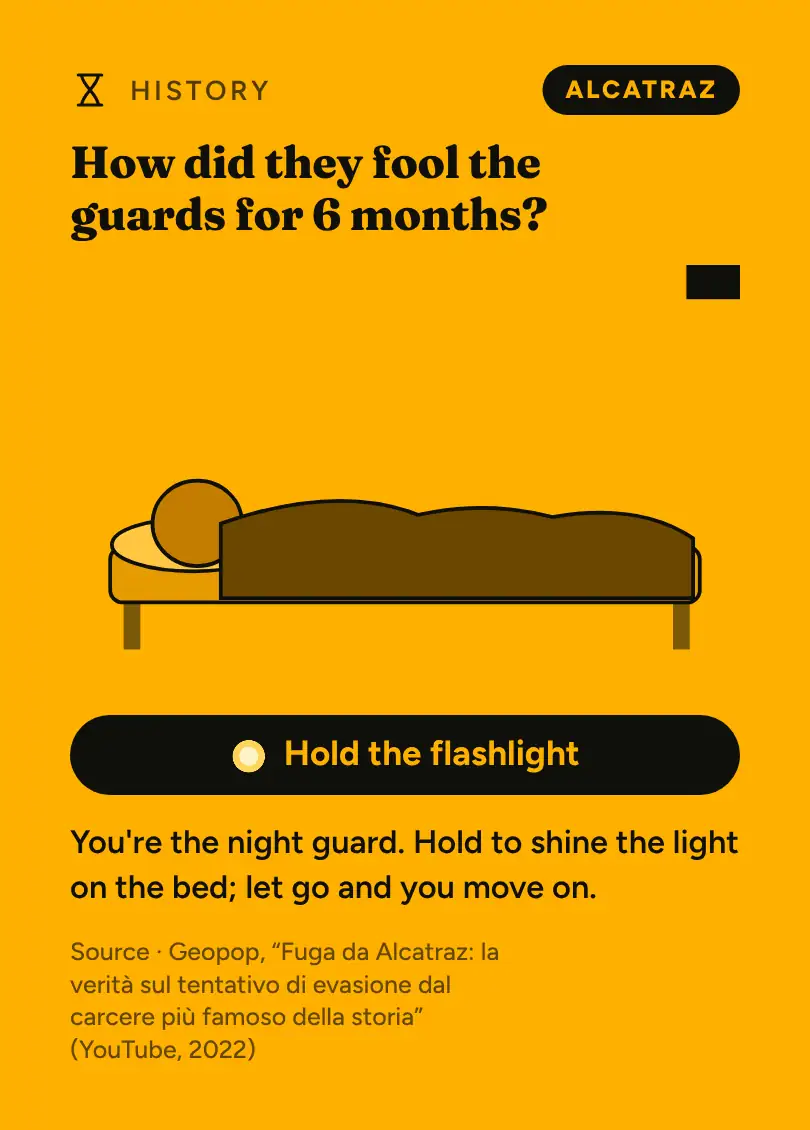 HISTORY
ALCATRAZ
How did they fool the
guards for 6 months?
Hold the flashlight
You're the night guard. Hold to shine the light
on the bed; let go and you move on.
Source · Geopop, “Fuga da Alcatraz: la
verità sul tentativo di evasione dal
carcere più famoso della storia”
(YouTube, 2022)